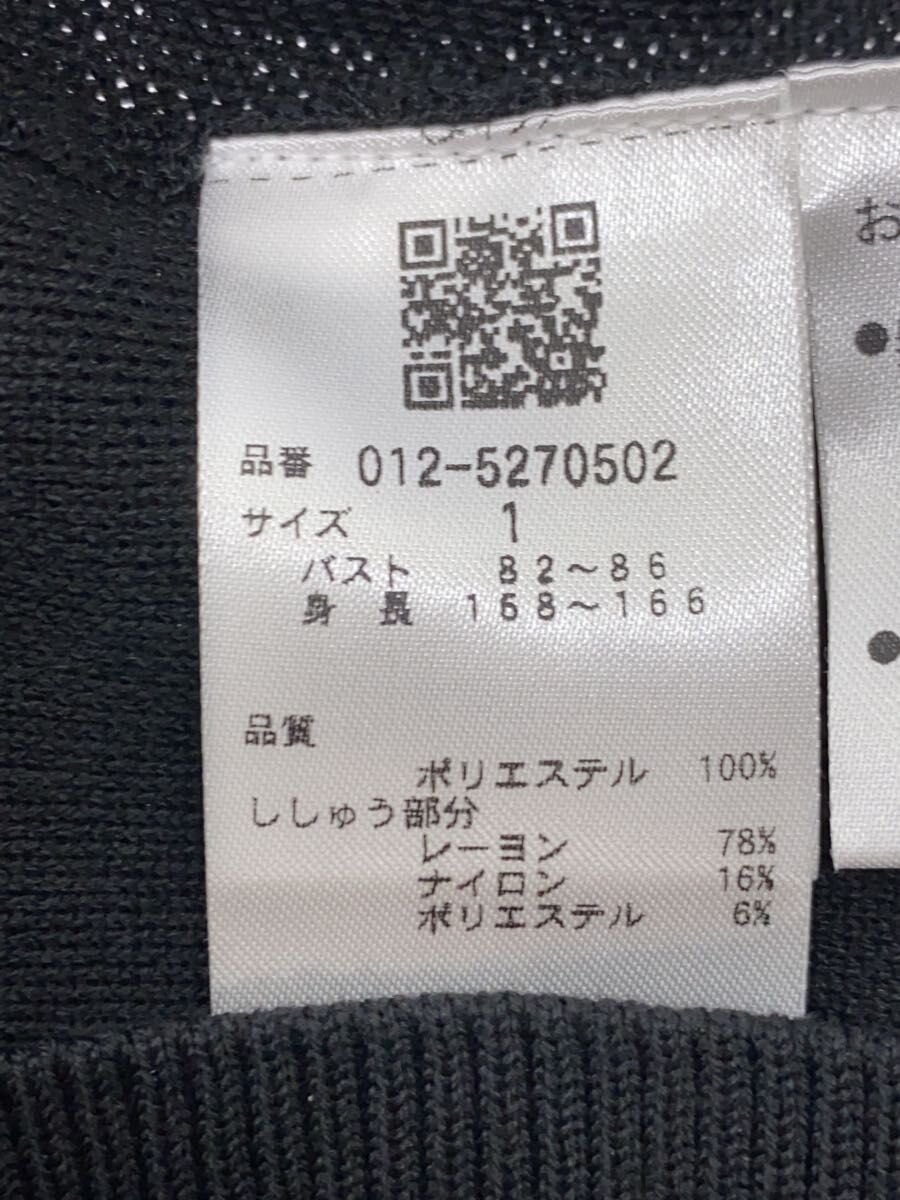 品番 012-5270502
サイズ 1
バスト 82～86
身長 158～166
品質
ポリエステル 100%
ししゅう部分
レーヨン 78%
ナイロン 16%
ポリエステル 6%
お